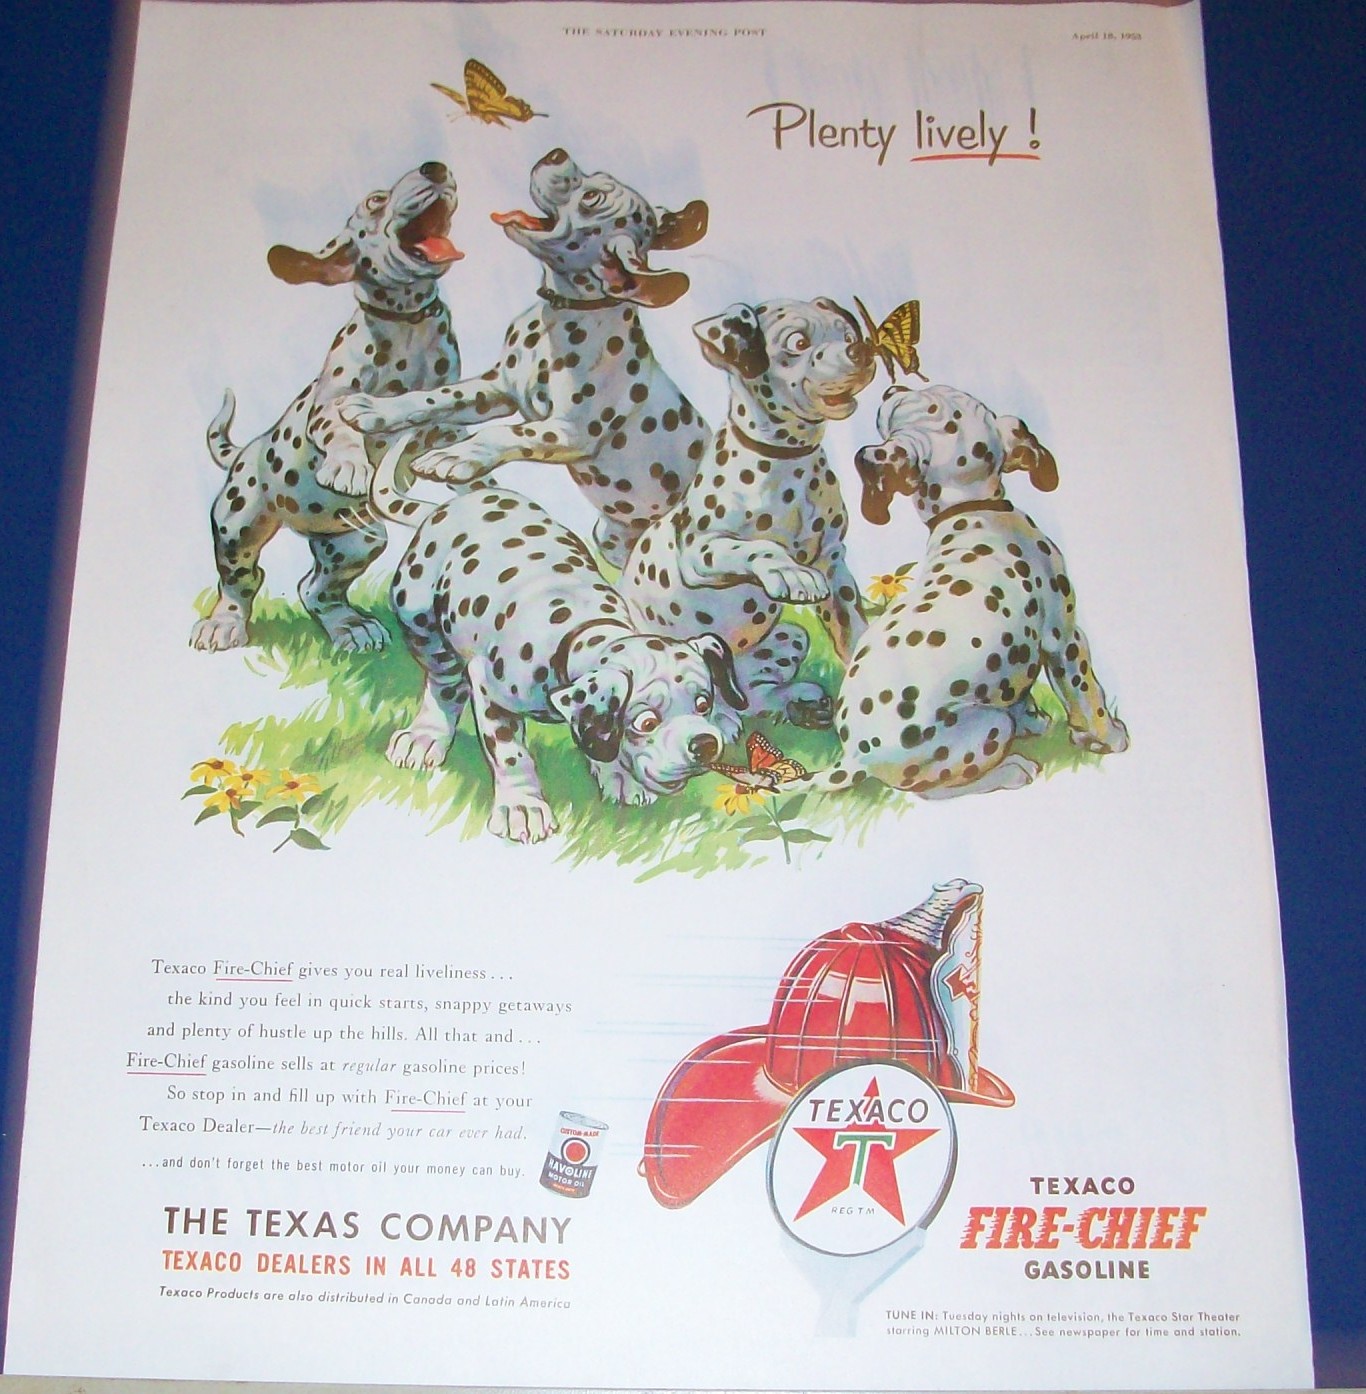 THE SATURDAY EVENING POST
April 18, 1953
Plenty lively !
Texaco Fire-Chief gives you real liveliness . . .
the kind you feel in quick starts, snappy getaways
and plenty of hustle up the hills. All that and . . .
Fire-Chief gasoline sells at regular gasoline prices!
So stop in and fill up with Fire-Chief at your
Texaco Dealer—the best friend your car ever had.
...and don't forget the best motor oil your money can buy.
CUSTOM-MADE
HAVOLINE
MOTOR OIL
THE TEXAS COMPANY
TEXACO DEALERS IN ALL 48 STATES
Texaco Products are also distributed in Canada and Latin America
TEXACO
T
REG TM
TEXACO
FIRE-CHIEF
GASOLINE
TUNE IN: Tuesday nights on television, the Texaco Star Theater
starring MILTON BERLE...See newspaper for time and station.